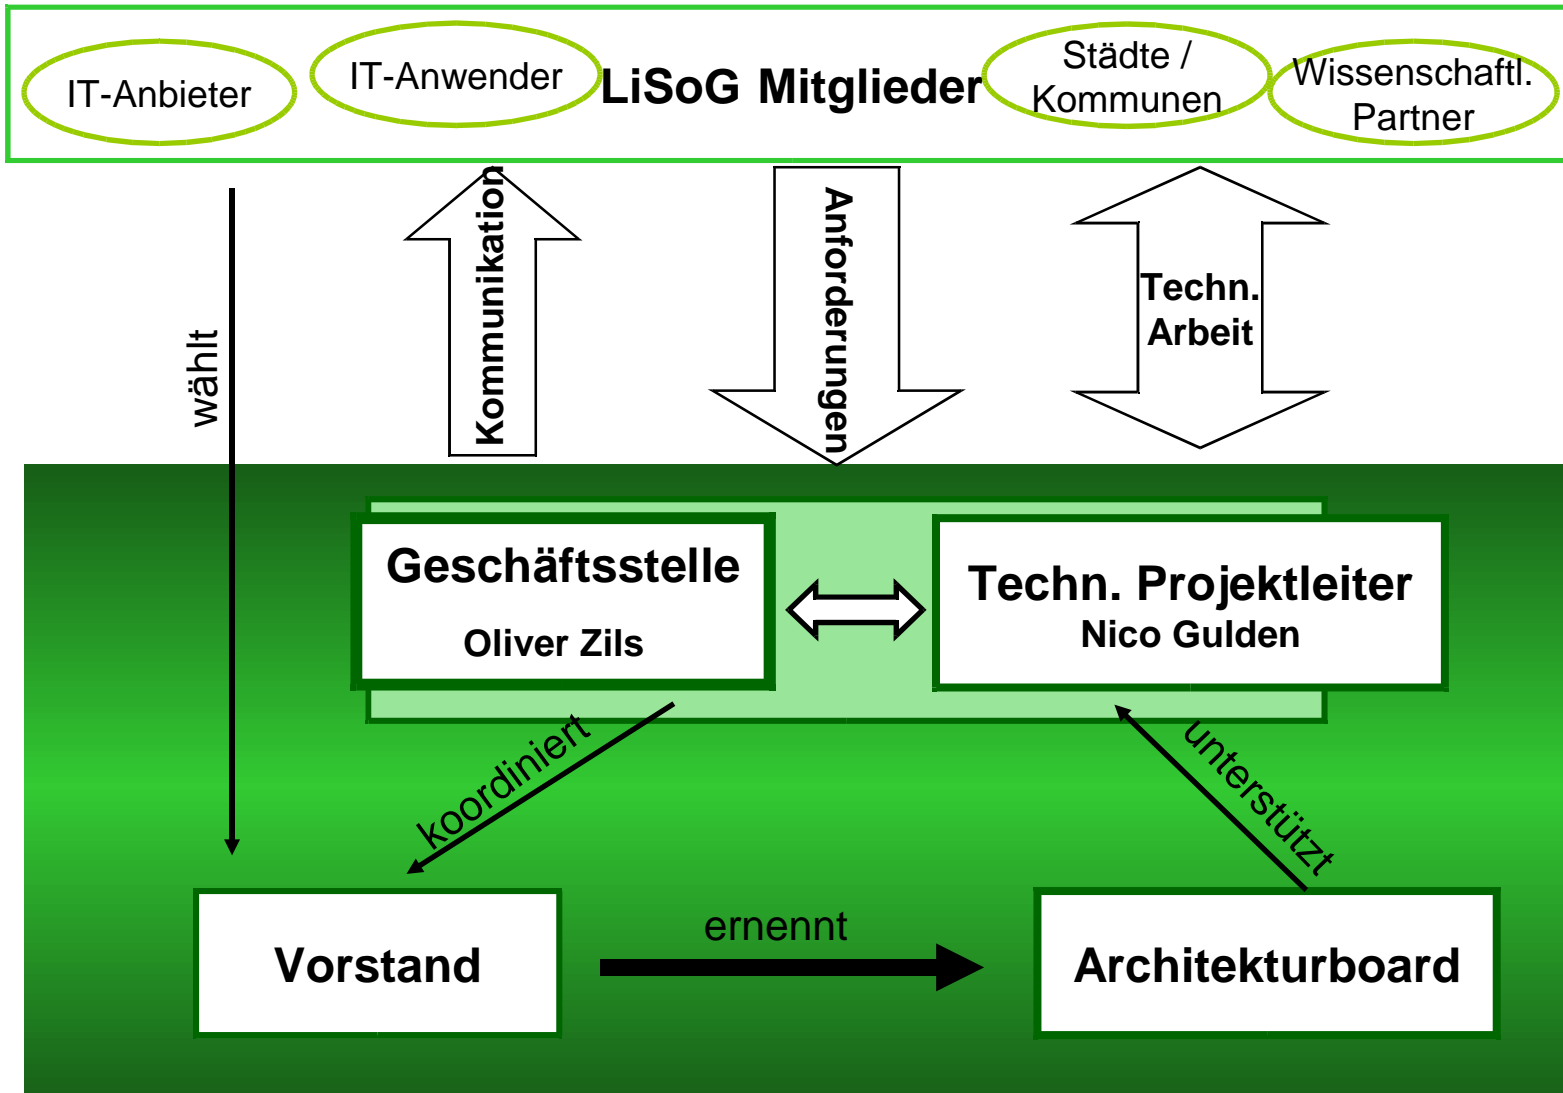 IT-Anbieter
IT-Anwender
LiSoG Mitglieder
Städte /
Kommunen
Wissenschaftl.
Partner
wählt
Kommunikation
Anforderungen
Techn.
Arbeit
Geschäftsstelle
Oliver Zils
Techn. Projektleiter
Nico Gulden
koordiniert
unterstützt
Vorstand
ernennt
Architekturboard